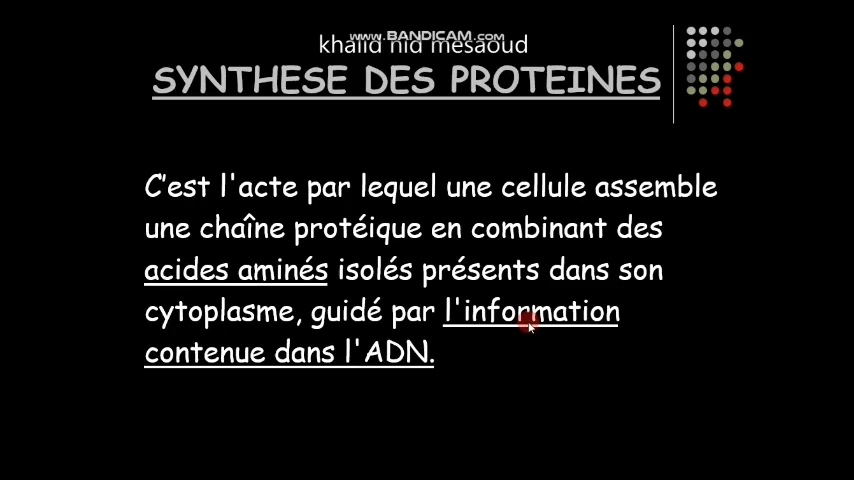 www.BANDICAM.com
khalid nid mesaoud
SYNTHESE DES PROTEINES
C'est l'acte par lequel une cellule assemble
une chaîne protéique en combinant des
acides aminés isolés présents dans son
cytoplasme, guidé par l'information
contenue dans l'ADN.